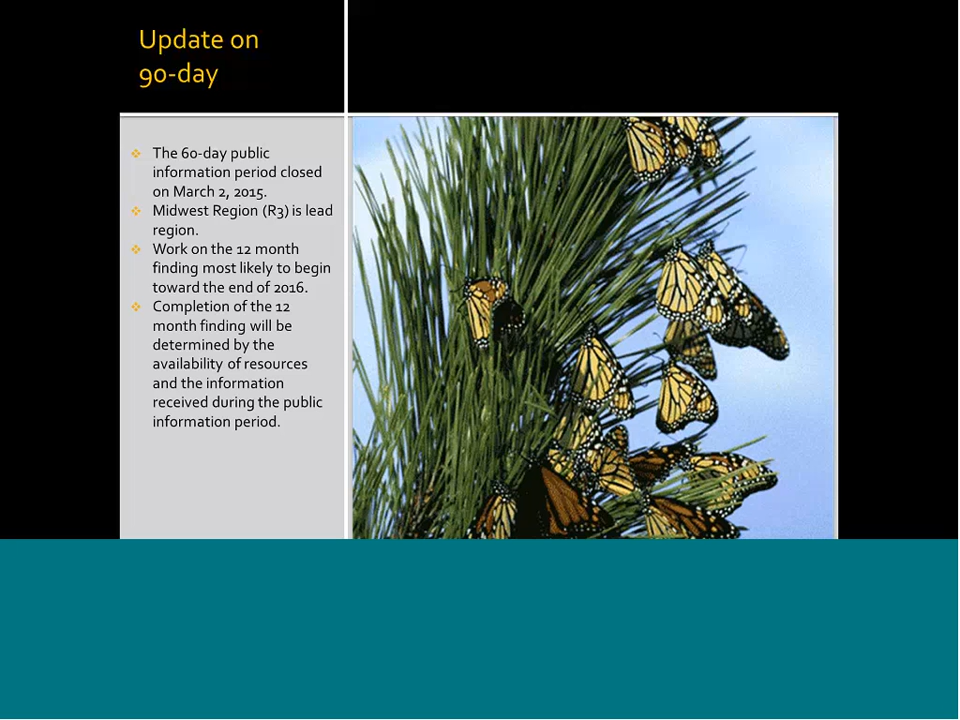 Update on
90-day
❖ The 60-day public
information period closed
on March 2, 2015.
❖ Midwest Region (R3) is lead
region.
❖ Work on the 12 month
finding most likely to begin
toward the end of 2016.
❖ Completion of the 12
month finding will be
determined by the
availability of resources
and the information
received during the public
information period.